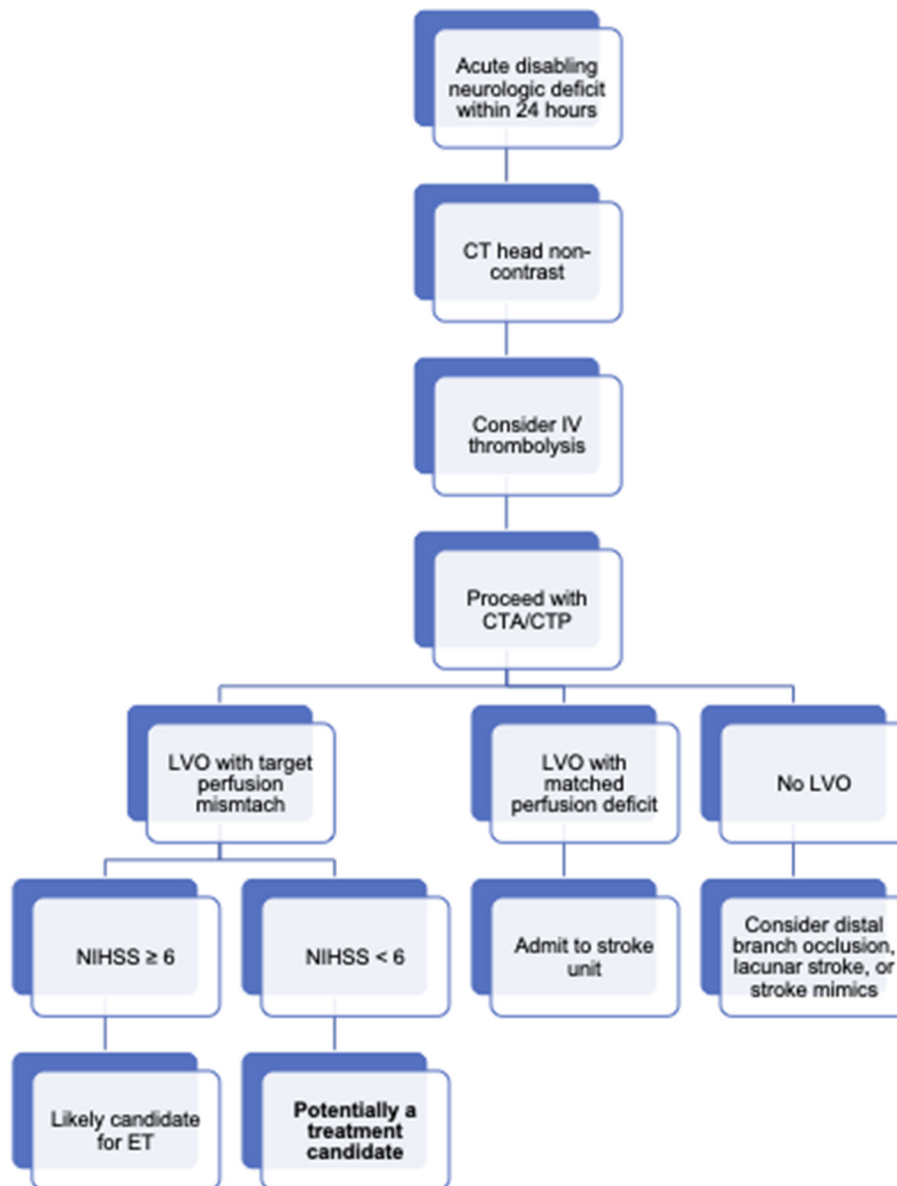 Acute disabling
neurologic deficit
within 24 hours
CT head non-
contrast
Consider IV
thrombolysis
Proceed with
CTA/CTP
LVO with target
perfusion
mismtach
LVO with
matched
perfusion deficit
No LVO
NIHSS ≥ 6
NIHSS < 6
Admit to stroke
unit
Consider distal
branch occlusion,
lacunar stroke, or
stroke mimics
Likely candidate
for ET
Potentially a
treatment
candidate